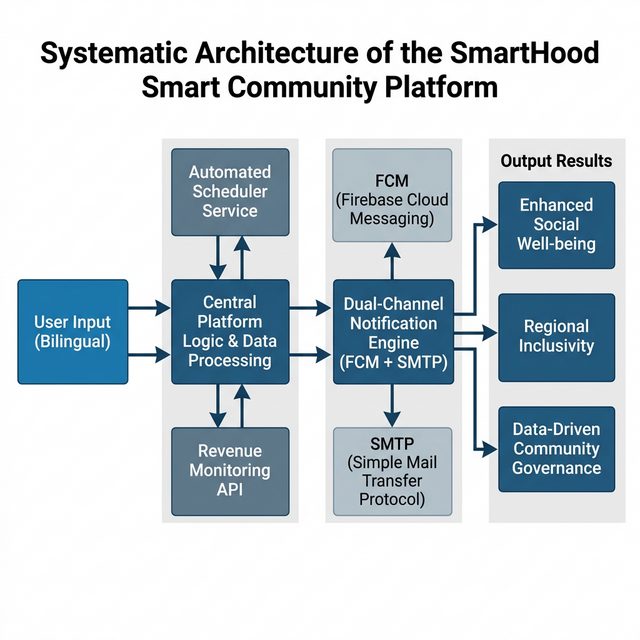 Systematic Architecture of the SmartHood
Smart Community Platform
User Input
(Bilingual)
Automated
Scheduler
Service
Central
Platform
Logic & Data
Processing
Revenue
Monitoring
API
FCM
(Firebase Cloud
Messaging)
Dual-Channel
Notification
Engine
(FCM + SMTP)
SMTP
(Simple Mail
Transfer
Protocol)
Output Results
Enhanced
Social
Well-being
Regional
Inclusivity
Data-Driven
Community
Governance